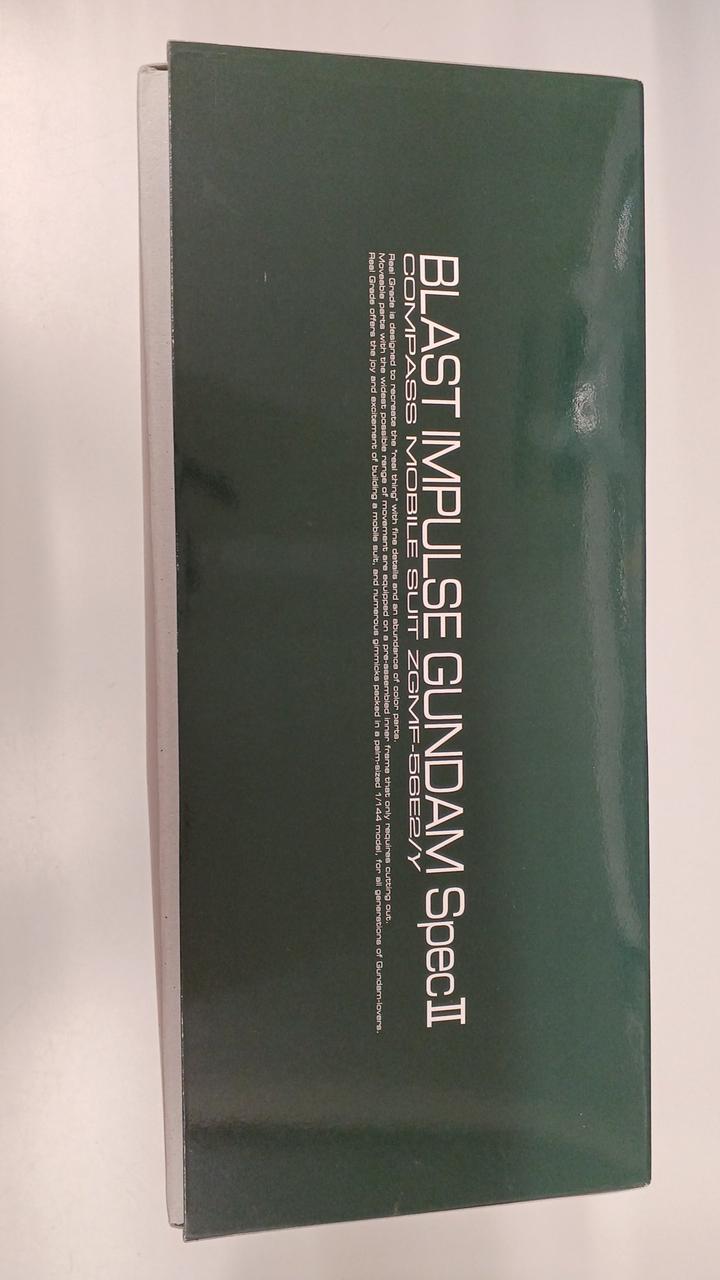 BLAST IMPULSE GUNDAM Spec II
COMPASS MOBILE SUIT ZGMF-56E2/γ
Real Grade is designed to recreate the "real thing" with fine details and an abundance of color parts.
Moveable parts with the widest possible range of movement are equipped on a pre-assembled inner frame that only requires cutting out.
Real Grade offers the joy and excitement of building a mobile suit, and numerous gimmicks packed in a palm-sized 1/144 model, for all generations of Gundam-lovers.